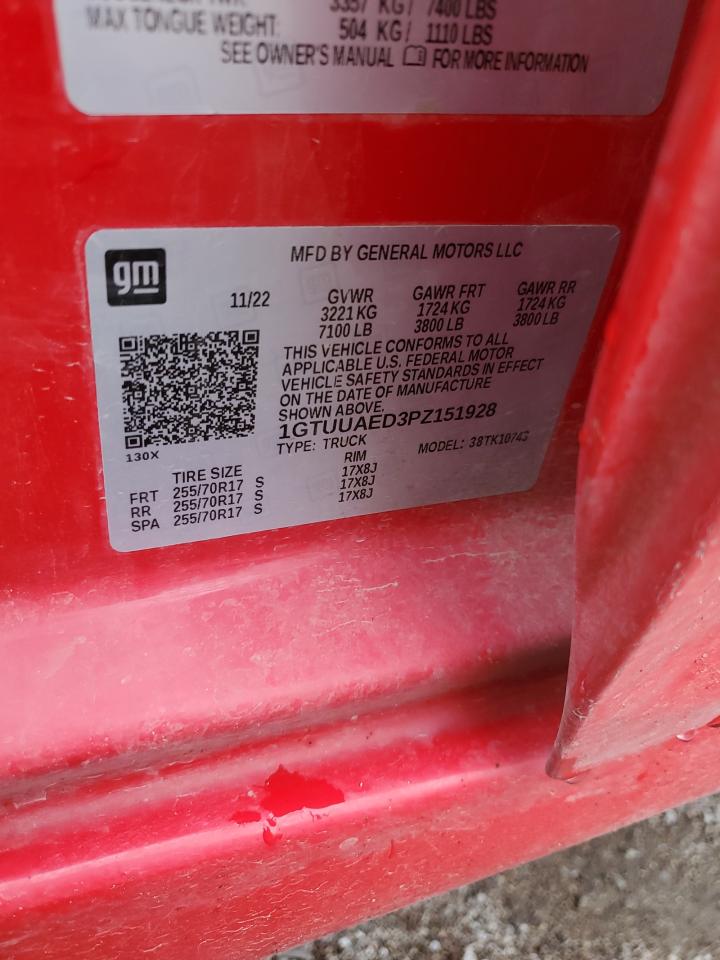 3357 KG / 7400 LBS
MAX TONGUE WEIGHT: 504 KG / 1110 LBS
SEE OWNER'S MANUAL FOR MORE INFORMATION
gm
MFD BY GENERAL MOTORS LLC
11/22 GVWR GAWR FRT GAWR RR
3221 KG 1724 KG 1724 KG
7100 LB 3800 LB 3800 LB
THIS VEHICLE CONFORMS TO ALL
APPLICABLE U.S. FEDERAL MOTOR
VEHICLE SAFETY STANDARDS IN EFFECT
ON THE DATE OF MANUFACTURE
SHOWN ABOVE.
1GTUUAED3PZ151928
130X
TYPE: TRUCK MODEL: 38TK10743
TIRE SIZE RIM
FRT 255/70R17 S 17X8J
RR 255/70R17 S 17X8J
SPA 255/70R17 S 17X8J